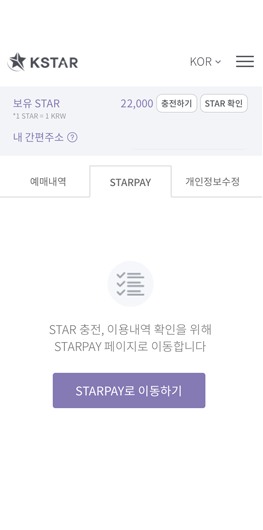 KSTAR
KOR
보유 STAR
22,000
충전하기
STAR 확인
*1 STAR = 1 KRW
내 간편주소 ?
예매내역
STARPAY
개인정보수정
STAR 충전, 이용내역 확인을 위해
STARPAY 페이지로 이동합니다
STARPAY로 이동하기